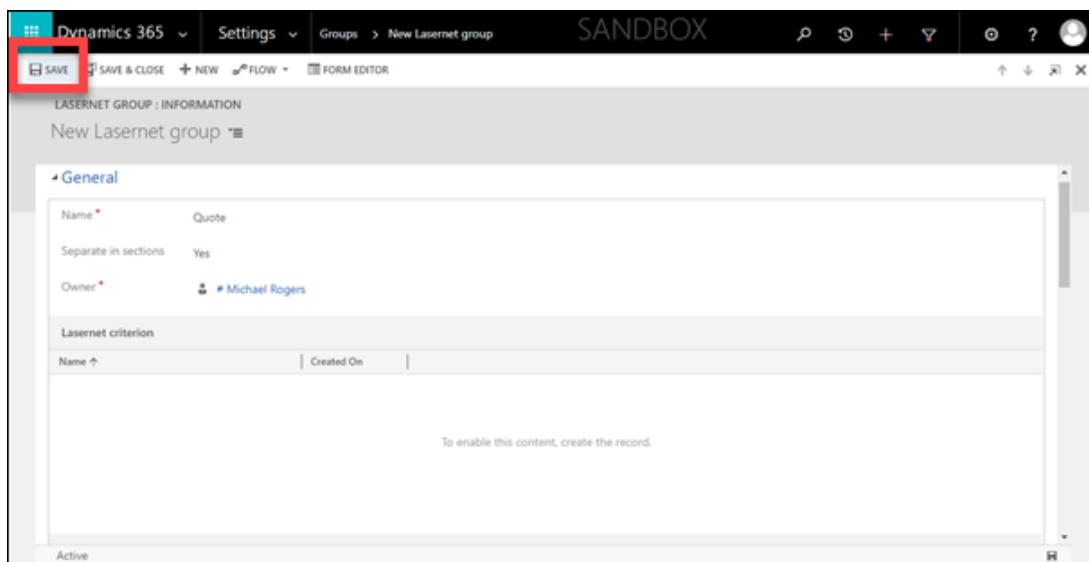 Dynamics 365 Settings Groups > New Lasernet group SANDBOX
SAVE SAVE & CLOSE + NEW FLOW FORM EDITOR
LASERNET GROUP : INFORMATION
New Lasernet group
General
Name * Quote
Separate in sections Yes
Owner * # Michael Rogers
Lasernet criterion
Name ↑ Created On
To enable this content, create the record.
Active